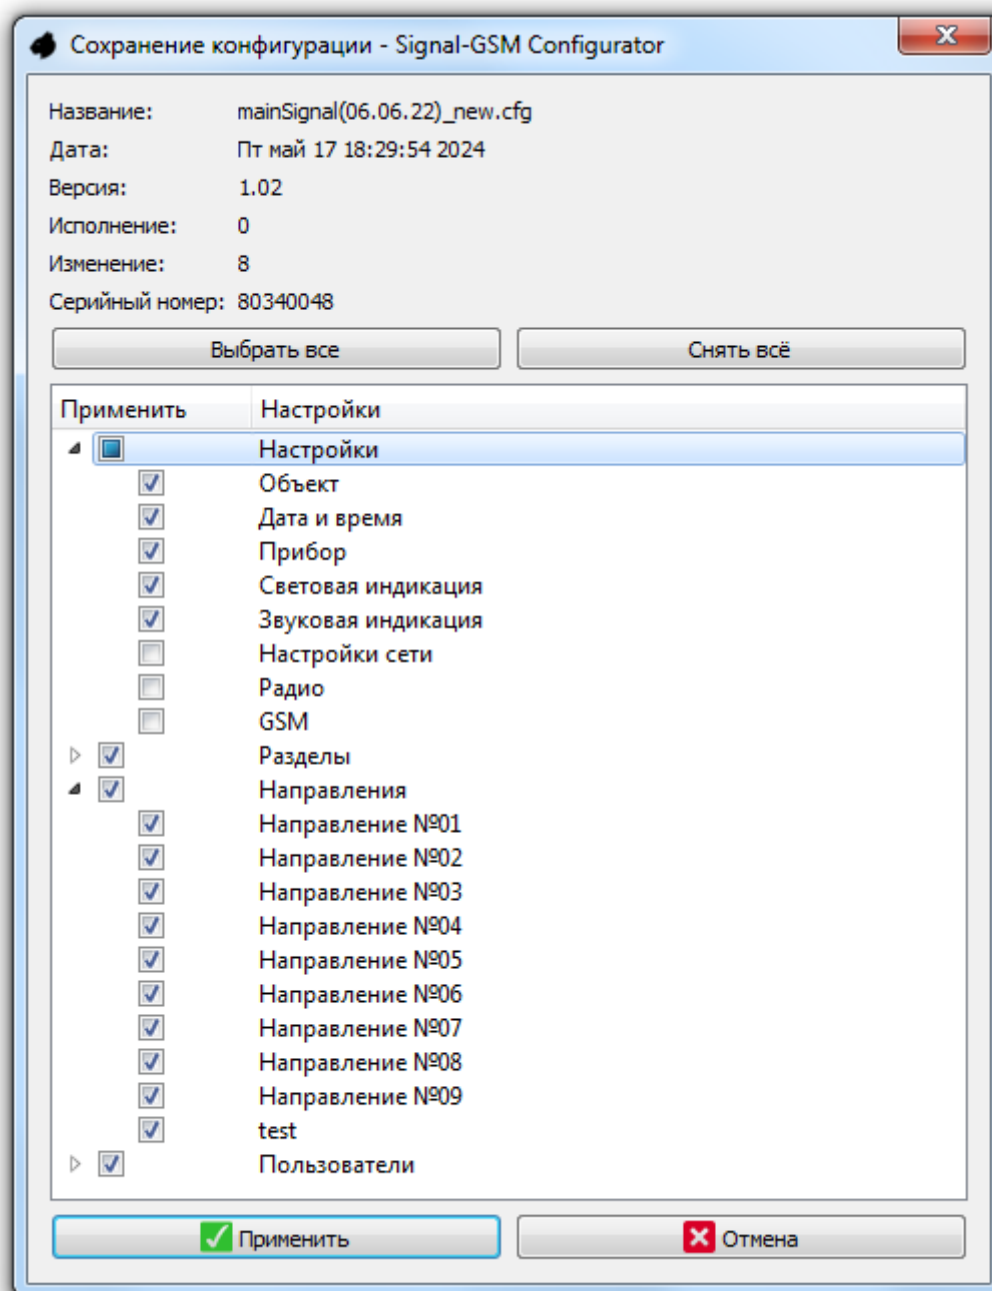 Сохранение конфигурации - Signal-GSM Configurator
Название: mainSignal(06.06.22)_new.cfg
Дата: Пт май 17 18:29:54 2024
Версия: 1.02
Исполнение: 0
Изменение: 8
Серийный номер: 80340048
Выбрать все Снять всё
Применить Настройки
Настройки
Объект
Дата и время
Прибор
Световая индикация
Звуковая индикация
Настройки сети
Радио
GSM
Разделы
Направления
Направление №01
Направление №02
Направление №03
Направление №04
Направление №05
Направление №06
Направление №07
Направление №08
Направление №09
test
Пользователи
Применить Отмена